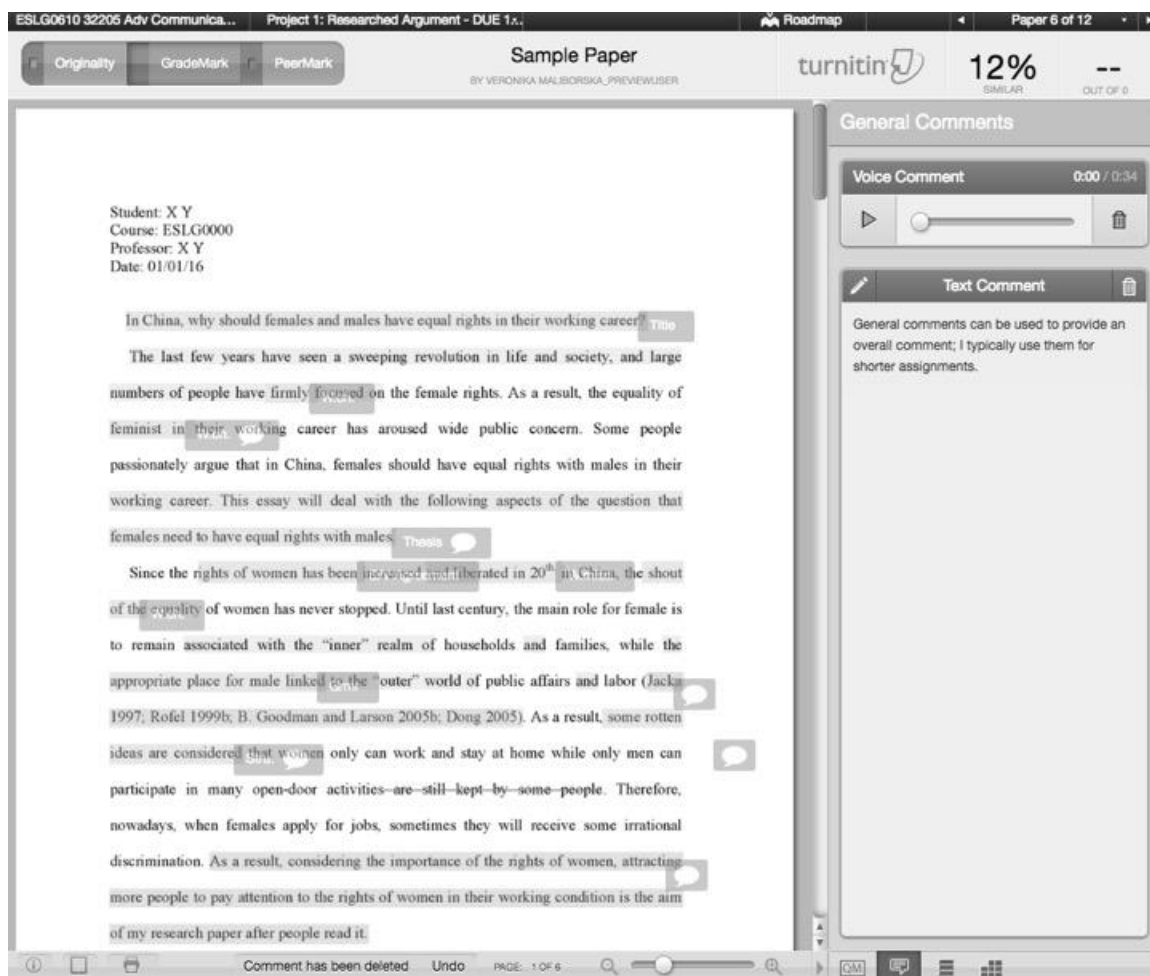 ESLG0610 32205 Adv Communica... Project 1: Researched Argument - DUE 1/.. Roadmap Paper 6 of 12
Originality GradeMark PeerMark
Sample Paper
BY VERONIKA MALIBORSKA_PREVIEWUSER
turnitin
12%
SIMILAR
--
OUT OF 0
Student: X Y
Course: ESLG0000
Professor: X Y
Date: 01/01/16
In China, why should females and males have equal rights in their working career? Title
The last few years have seen a sweeping revolution in life and society, and large
numbers of people have firmly focused on the female rights. As a result, the equality of
feminist in their working career has aroused wide public concern. Some people
passionately argue that in China, females should have equal rights with males in their
working career. This essay will deal with the following aspects of the question that
females need to have equal rights with males. Thesis
Since the rights of women has been increased and liberated in 20th in China, the shout
of the equality of women has never stopped. Until last century, the main role for female is
to remain associated with the “inner” realm of households and families, while the
appropriate place for male linked to the “outer” world of public affairs and labor (Jacka
1997; Rofel 1999b; B. Goodman and Larson 2005b; Dong 2005). As a result, some rotten
ideas are considered that women only can work and stay at home while only men can
participate in many open-door activities are still kept by some people. Therefore,
nowadays, when females apply for jobs, sometimes they will receive some irrational
discrimination. As a result, considering the importance of the rights of women, attracting
more people to pay attention to the rights of women in their working condition is the aim
of my research paper after people read it.
General Comments
Voice Comment 0:00 / 0:34
Text Comment
General comments can be used to provide an
overall comment; I typically use them for
shorter assignments.
Comment has been deleted Undo PAGE: 1 OF 6
QM